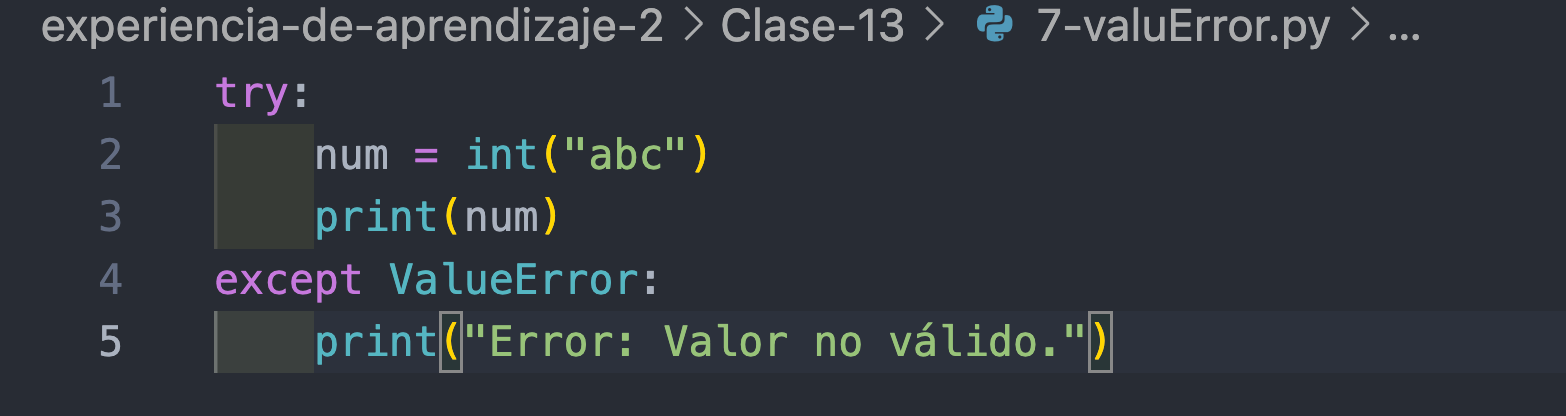 experiencia-de-aprendizaje-2 > Clase-13 > 7-valuError.py > ...
1 try:
2     num = int("abc")
3     print(num)
4 except ValueError:
5     print("Error: Valor no válido.")